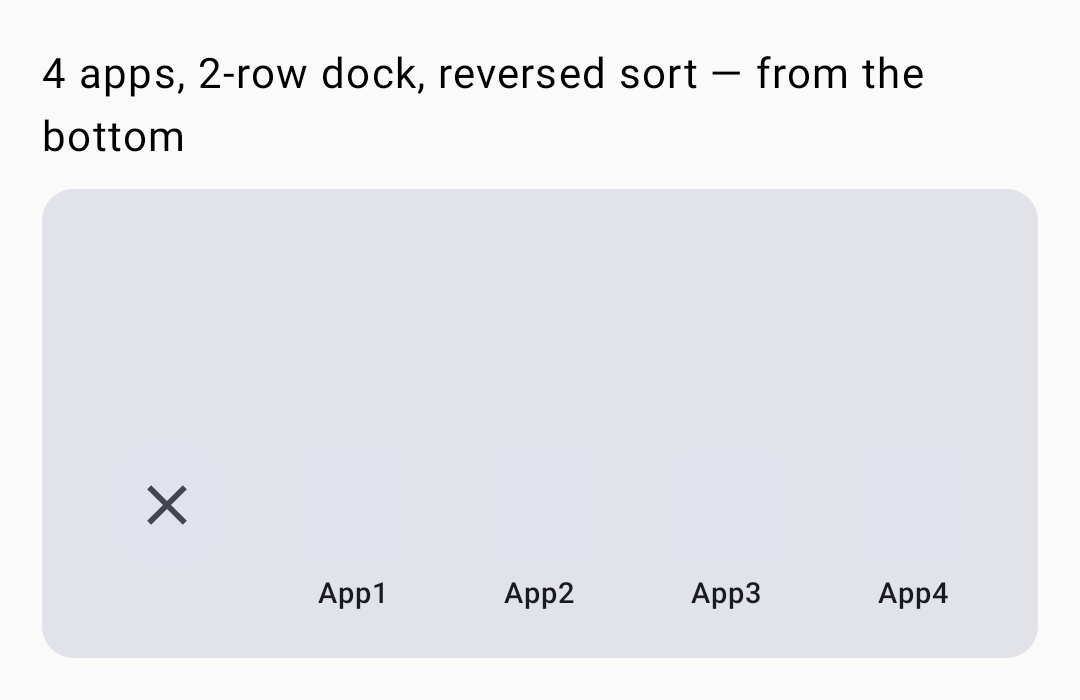 4 apps, 2-row dock, reversed sort — from the
bottom
App1 App2 App3 App4